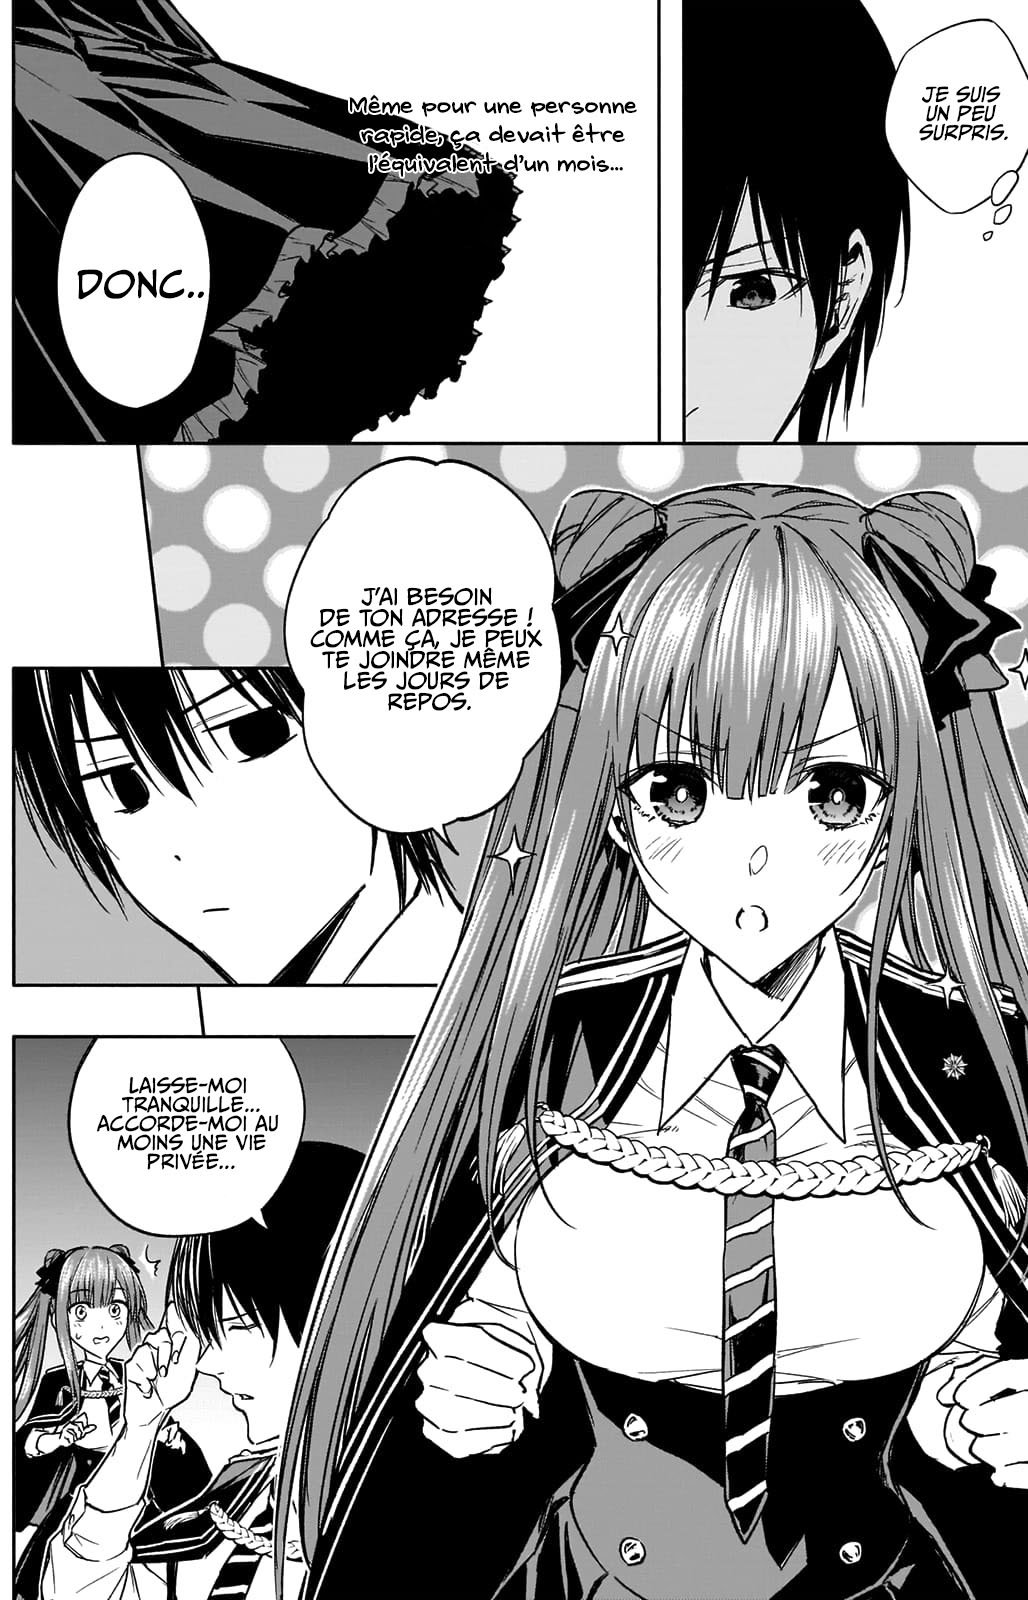 JE SUIS
UN PEU
SURPRIS.
Même pour une personne
rapide, ça devait être
l'équivalent d'un mois...
DONC..
J'AI BESOIN
DE TON ADRESSE !
COMME ÇA, JE PEUX
TE JOINDRE MÊME
LES JOURS DE
REPOS.
LAISSE-MOI
TRANQUILLE...
ACCORDE-MOI AU
MOINS UNE VIE
PRIVÉE...